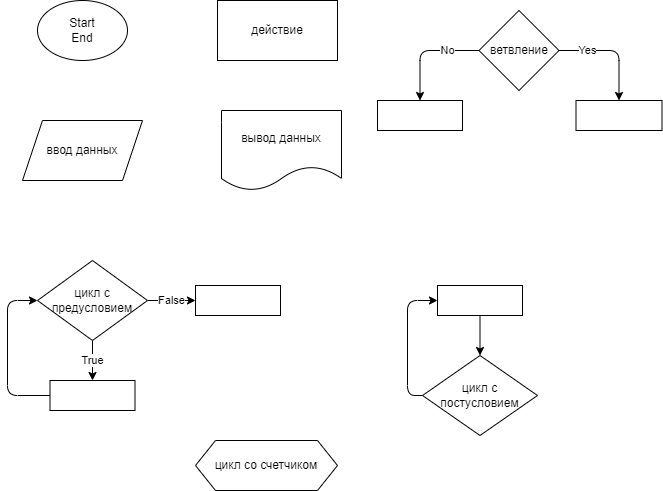 Start
End
действие
No
ветвление
Yes
ввод данных
вывод данных
цикл с
предусловием
False
True
цикл с
постусловием
цикл со счетчиком